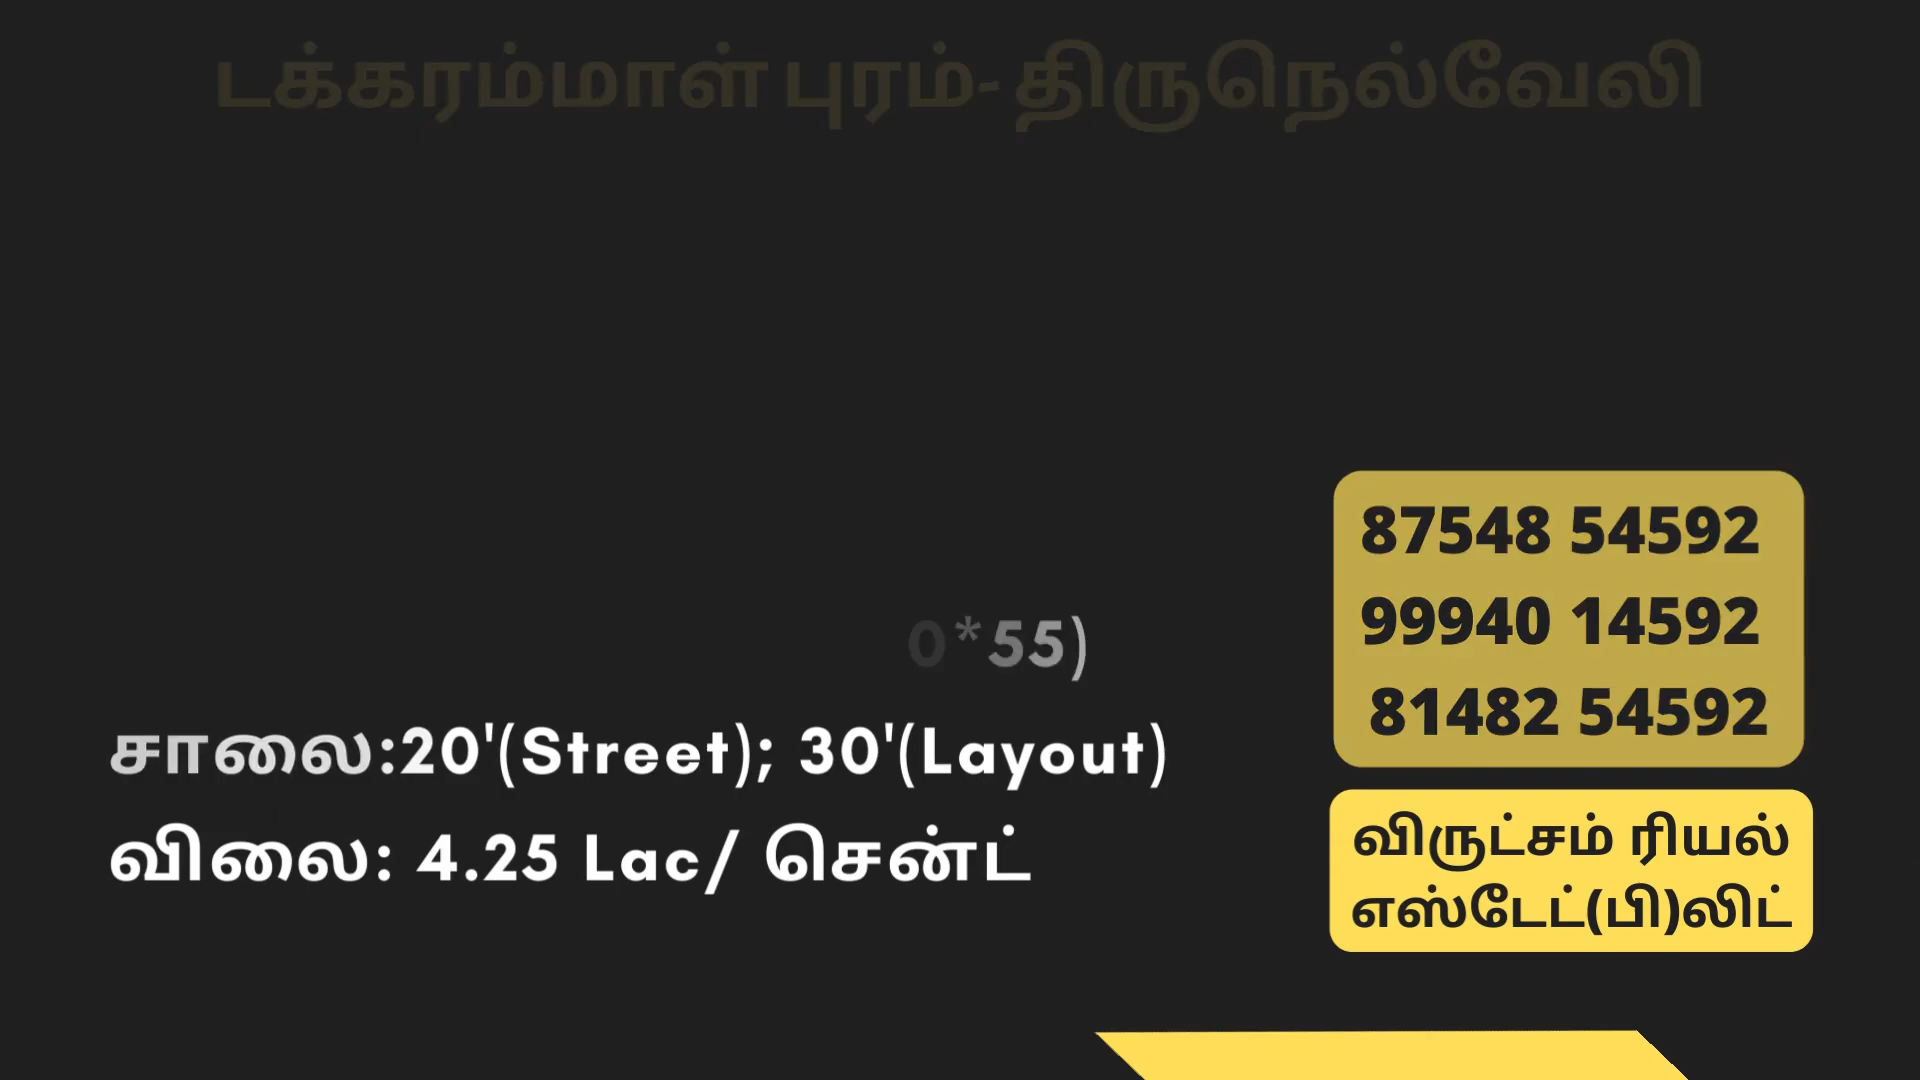 டக்கரம்மாள் புரம்- திருநெல்வேலி
0*55)
சாலை:20'(Street); 30'(Layout)
விலை: 4.25 Lac/ சென்ட்
87548 54592
99940 14592
81482 54592
விருட்சம் ரியல்
எஸ்டேட்(பி)லிட்